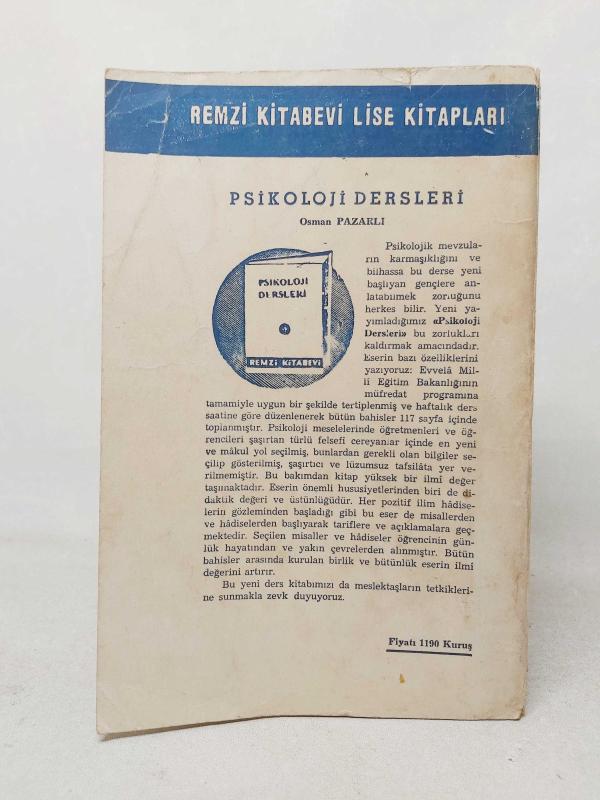 REMZİ KİTABEVİ LİSE KİTAPLARI
PSİKOLOJİ DERSLERİ
Osman PAZARLI
PSİKOLOJİ
DERSLERİ
REMZİ KİTABEVİ
Psikolojik mevzula-
rın karmaşıklığını ve
bilhassa bu derse yeni
başlıyan gençlere an-
latabilmek zorluğunu
herkes bilir. Yeni ya-
yımladığımız «Psikoloji
Dersleri» bu zorlukları
kaldırmak amacındadır.
Eserin bazı özelliklerini
yazıyoruz: Evvelâ Mil-
lî Eğitim Bakanlığının
müfredat programına
tamamiyle uygun bir şekilde tertiplenmiş ve haftalık ders
saatine göre düzenlenerek bütün bahisler 117 sayfa içinde
toplanmıştır. Psikoloji meselelerinde öğretmenleri ve öğ-
rencileri şaşırtan türlü felsefi cereyanlar içinde en yeni
ve mâkul yol seçilmiş, bunlardan gerekli olan bilgiler se-
çilip gösterilmiş, şaşırtıcı ve lüzumsuz tafsilâta yer ve-
rilmemiştir. Bu bakımdan kitap yüksek bir ilmî değer
taşımaktadır. Eserin önemli hususiyetlerinden biri de di-
daktik değeri ve üstünlüğüdür. Her pozitif ilim hâdise-
lerin gözleminden başladığı gibi bu eser de misallerden
ve hâdiselerden başlıyarak tariflere ve açıklamalara geç-
mektedir. Seçilen misaller ve hâdiseler öğrencinin gün-
lük hayatından ve yakın çevrelerden alınmıştır. Bütün
bahisler arasında kurulan birlik ve bütünlük eserin ilmî
değerini artırır.
Bu yeni ders kitabımızı da meslektaşların tetkikleri-
ne sunmakla zevk duyuyoruz.
Fiyatı 1190 Kuruş